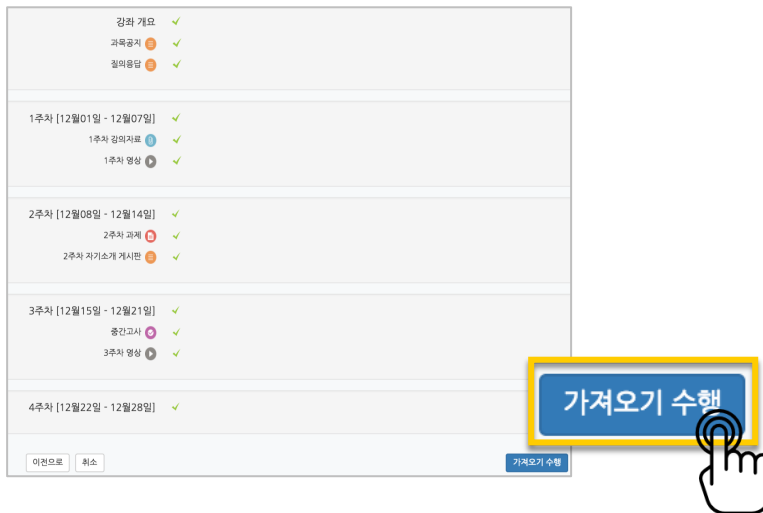 강좌 개요
과목공지
질의응답
1주차 [12월01일 - 12월07일]
1주차 강의자료
1주차 영상
2주차 [12월08일 - 12월14일]
2주차 과제
2주차 자기소개 게시판
3주차 [12월15일 - 12월21일]
중간고사
3주차 영상
4주차 [12월22일 - 12월28일]
이전으로 취소 가져오기 수행
가져오기 수행